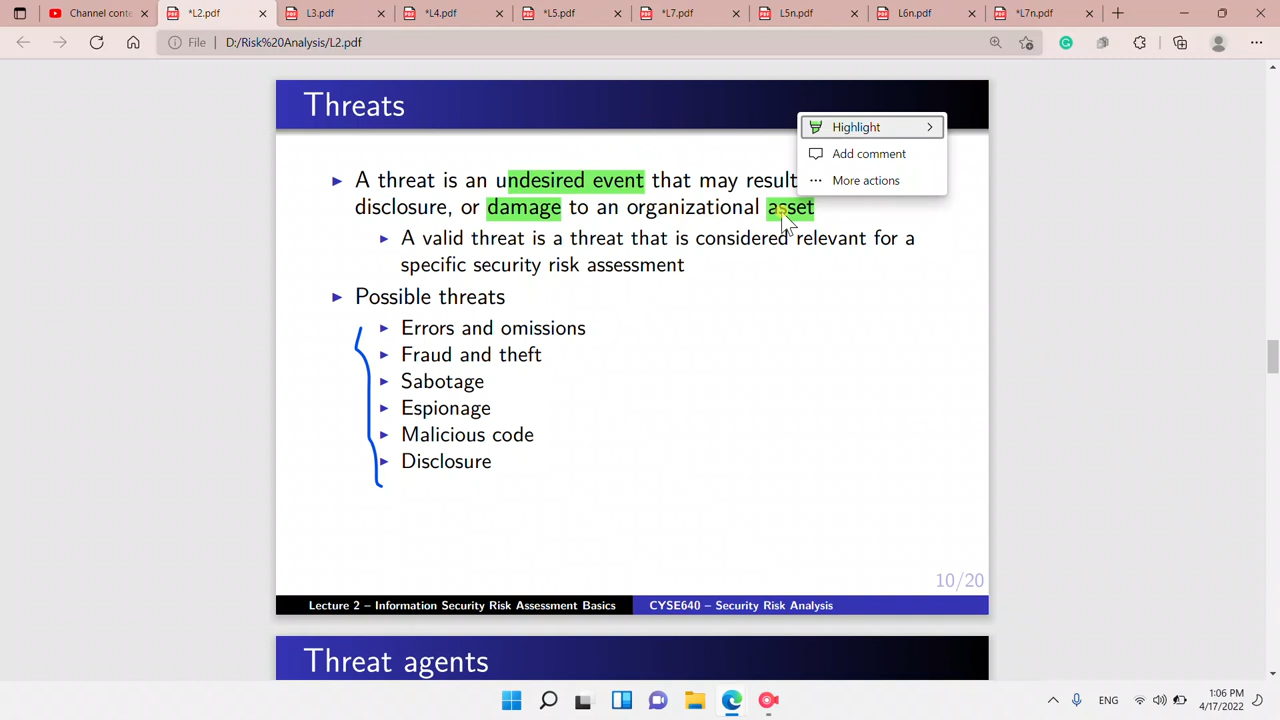 Channel conte
*L2.pdf
L3.pdf
*L4.pdf
*L5.pdf
*L7.pdf
L5n.pdf
L6n.pdf
*L7n.pdf
File
D:/Risk%20Analysis/L2.pdf
Threats
Highlight
Add comment
More actions
A threat is an undesired event that may result
disclosure, or damage to an organizational asset
A valid threat is a threat that is considered relevant for a
specific security risk assessment
Possible threats
Errors and omissions
Fraud and theft
Sabotage
Espionage
Malicious code
Disclosure
10/20
Lecture 2 – Information Security Risk Assessment Basics
CYSE640 – Security Risk Analysis
Threat agents
ENG
1:06 PM
4/17/2022